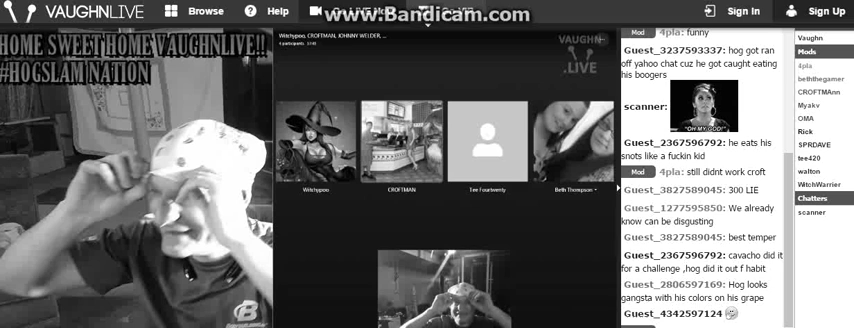 VAUGHNLIVE Browse Help Sign In Sign Up
www.Bandicam.com
HOME SWEET HOME VAUGHNLIVE!!
#HOGSLAM NATION
Witchypoo, CROFTMAN, JOHNNY WELDER, ...
VAUGHN
.LIVE
Witchypoo
CROFTMAN
Tee Fourtwenty
Beth Thompson
Mod 4pla: funny
Guest_3237593337: hog got ran
off yahoo chat cuz he got caught eating
his boogers
scanner:
"OH MY GOD!"
Guest_2367596792: he eats his
snots like a fuckin kid
Mod 4pla: still didnt work croft
Guest_3827589045: 300 LIE
Guest_1277595850: We already
know can be disgusting
Guest_3827589045: best temper
Guest_2367596792: cavacho did it
for a challenge ,hog did it out f habit
Guest_2806597169: Hog looks
gangsta with his colors on his grape
Guest_4342597124
Vaughn
Mods
4pla
beththegamer
CROFTMAnn
Myakv
OMA
Rick
SPRDAVE
tee420
walton
WitchWarrier
Chatters
scanner